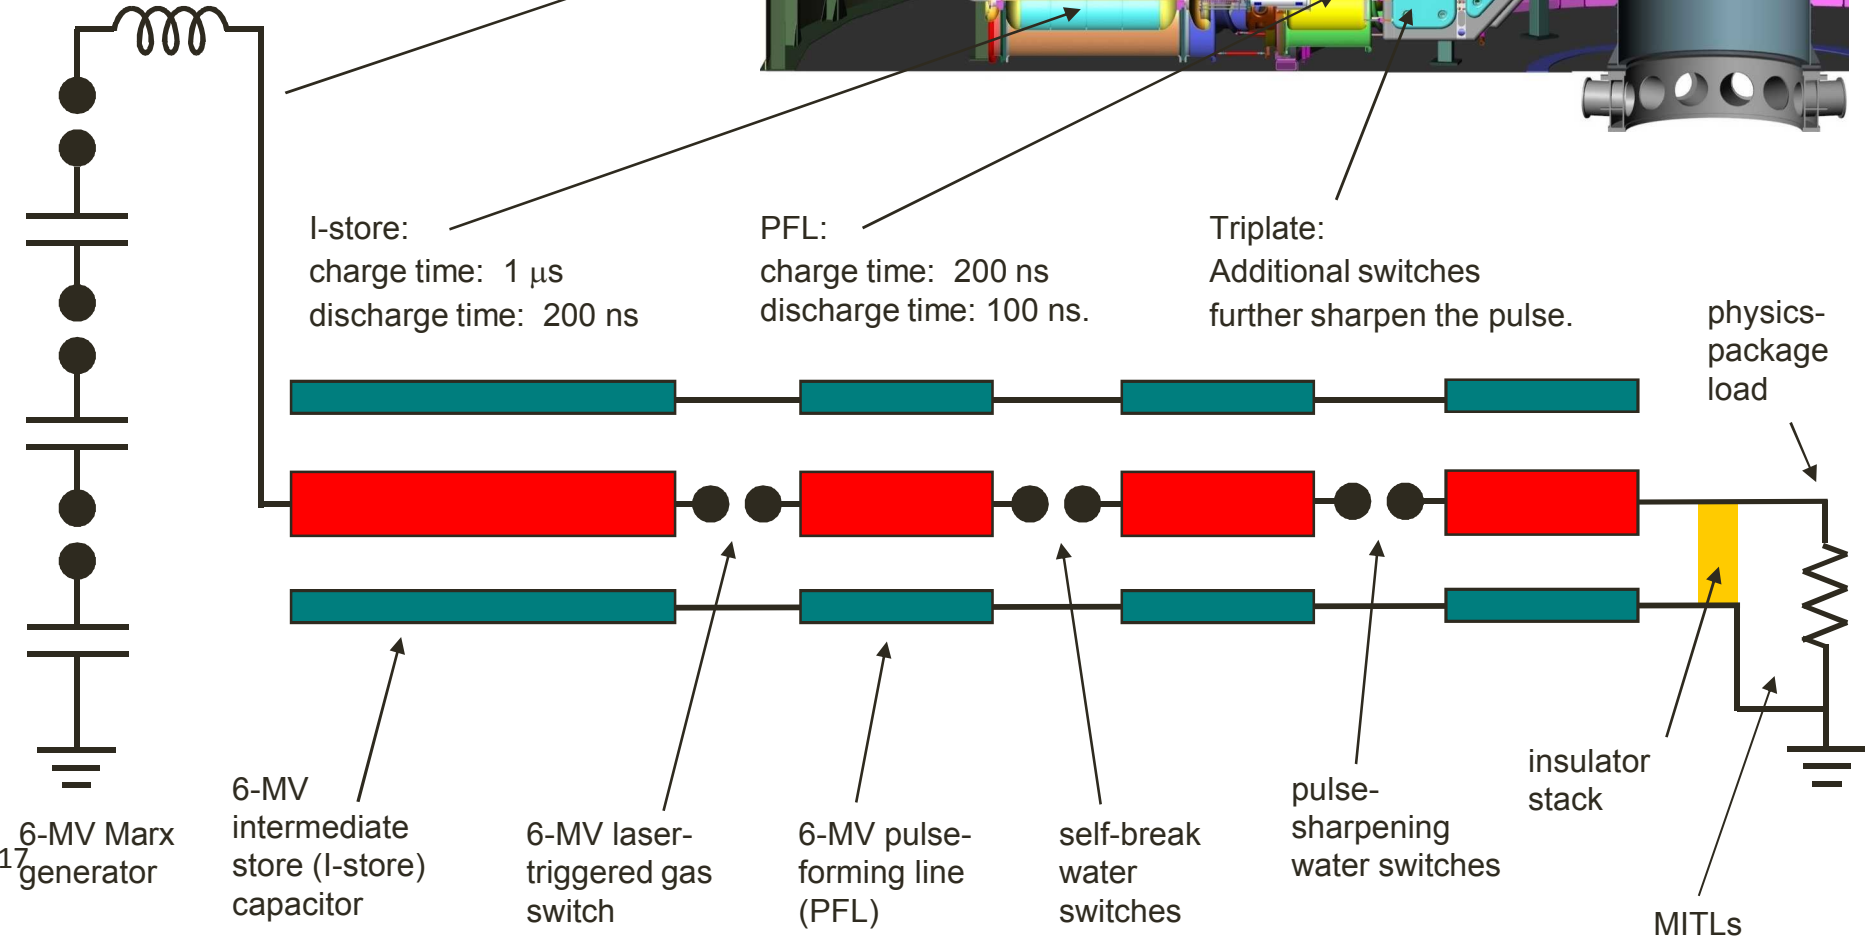 I-store:
charge time: 1 μs
discharge time: 200 ns
PFL:
charge time: 200 ns
discharge time: 100 ns.
Triplate:
Additional switches
further sharpen the pulse.
physics-
package
load
6-MV Marx
generator
17
6-MV
intermediate
store (I-store)
capacitor
6-MV laser-
triggered gas
switch
6-MV pulse-
forming line
(PFL)
self-break
water
switches
pulse-
sharpening
water switches
insulator
stack
MITLs